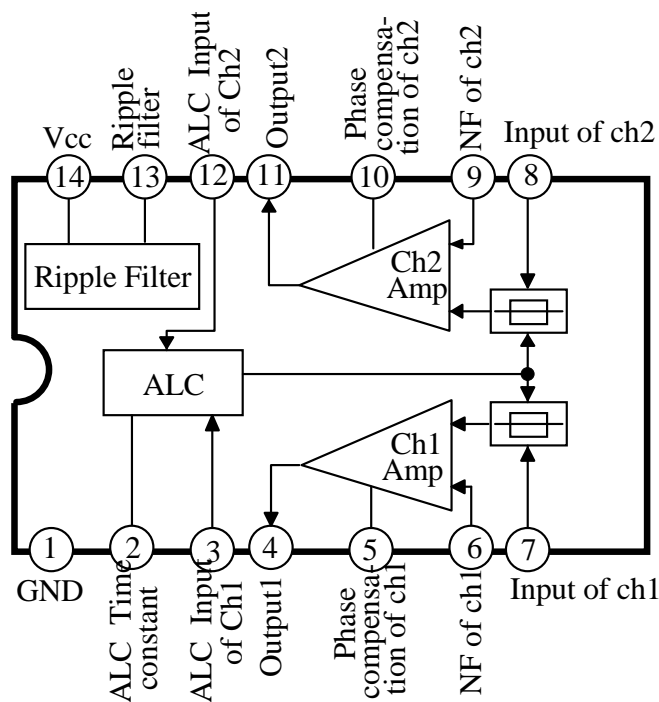 Vcc
Ripple
filter
ALC Input
of Ch2
Output2
Phase
compensa-
tion of ch2
NF of ch2
Input of ch2
14
13
12
11
10
9
8
Ripple Filter
Ch2
Amp
ALC
Ch1
Amp
1
2
3
4
5
6
7
GND
ALC Time
constant
ALC Input
of Ch1
Output1
Phase
compensa-
tion of ch1
NF of ch1
Input of ch1